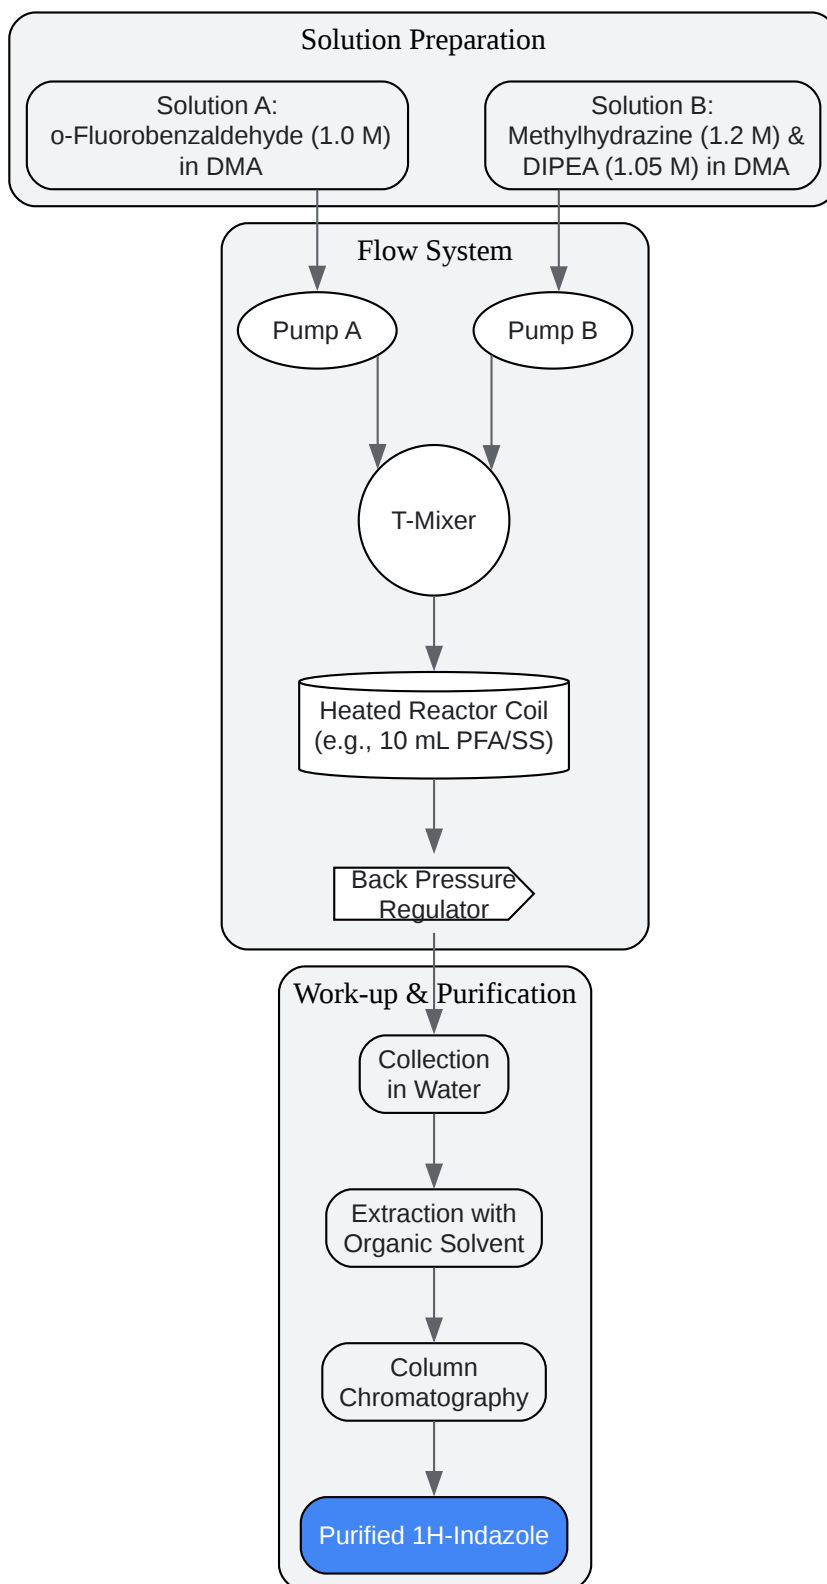 Solution Preparation
Solution A:
o-Fluorobenzaldehyde (1.0 M)
in DMA
Solution B:
Methylhydrazine (1.2 M) &
DIPEA (1.05 M) in DMA
Flow System
Pump A
Pump B
T-Mixer
Heated Reactor Coil
(e.g., 10 mL PFA/SS)
Back Pressure
Regulator
Work-up & Purification
Collection
in Water
Extraction with
Organic Solvent
Column
Chromatography
Purified 1H-Indazole